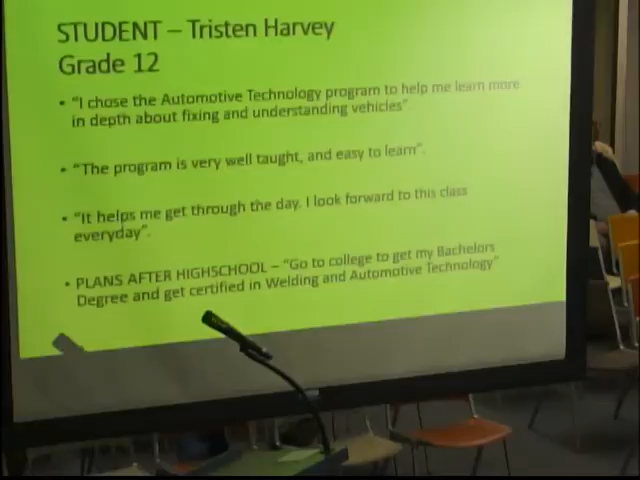 STUDENT – Tristen Harvey
Grade 12
• "I chose the Automotive Technology program to help me learn more
in depth about fixing and understanding vehicles"
• "The program is very well taught, and easy to learn".
• "It helps me get through the day. I look forward to this class
everyday".
• PLANS AFTER HIGHSCHOOL – "Go to college to get my Bachelors
Degree and get certified in Welding and Automotive Technology"